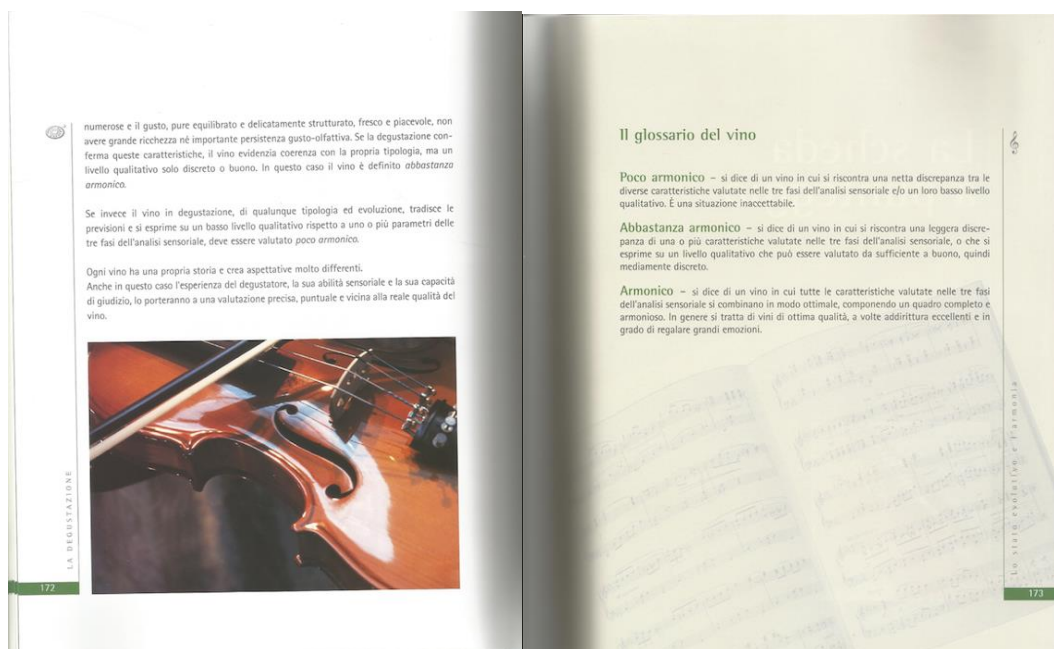 numerose e il gusto, pure equilibrato e delicatamente strutturato, fresco e piacevole, non
avere grande ricchezza nè importante persistenza gusto-olfattiva. Se la degustazione con-
ferma queste caratteristiche, il vino evidenzia coerenza con la propria tipologia, ma un
livello qualitativo solo discreto o buono. In questo caso il vino è definito abbastanza
armonico.
Se invece il vino in degustazione, di qualunque tipologia ed evoluzione, tradisce le
previsioni e si esprime su un basso livello qualitativo rispetto a uno o più parametri delle
tre fasi dell'analisi sensoriale, deve essere valutato poco armonico.
Ogni vino ha una propria storia e crea aspettative molto differenti.
Anche in questo caso l'esperienza del degustatore, la sua abilità sensoriale e la sua capacità
di giudizio, lo porteranno a una valutazione precisa, puntuale e vicina alla reale qualità del
vino.
LA DEGUSTAZIONE
172
Il glossario del vino
Poco armonico – si dice di un vino in cui si riscontra una netta discrepanza tra le
diverse caratteristiche valutate nelle tre fasi dell'analisi sensoriale e/o un loro basso livello
qualitativo. È una situazione inaccettabile.
Abbastanza armonico – si dice di un vino in cui si riscontra una leggera discre-
panza di una o più caratteristiche valutate nelle tre fasi dell'analisi sensoriale, o che si
esprime su un livello qualitativo che può essere valutato da sufficiente a buono, quindi
mediamente discreto.
Armonico – si dice di un vino in cui tutte le caratteristiche valutate nelle tre fasi
dell'analisi sensoriale si combinano in modo ottimale, componendo un quadro completo e
armonioso. In genere si tratta di vini di ottima qualità, a volte addirittura eccellenti e in
grado di regalare grandi emozioni.
Lo stato evolutivo e l'armonia
173